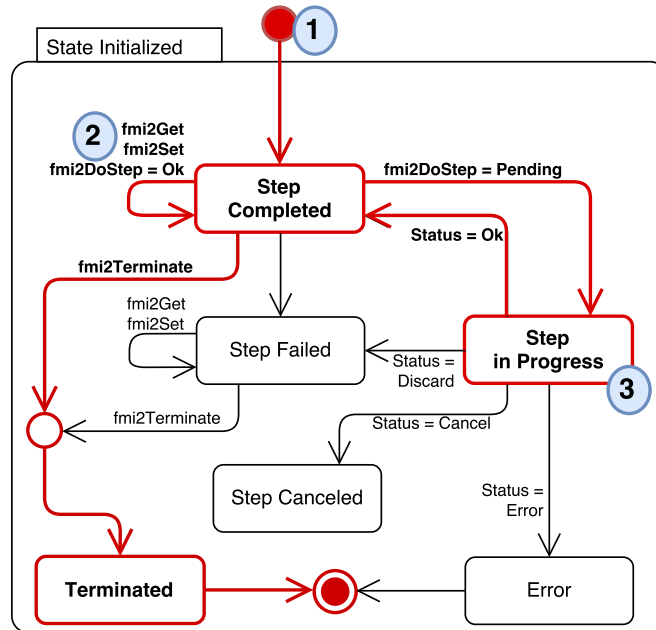 1
State Initialized
2
fmi2Get
fmi2Set
fmi2DoStep = Ok
fmi2DoStep = Pending
Step
Completed
Status = Ok
fmi2Terminate
fmi2Get
fmi2Set
Step Failed
Status =
Discard
Step
in Progress
3
fmi2Terminate
Status = Cancel
Step Canceled
Status =
Error
Terminated
Error